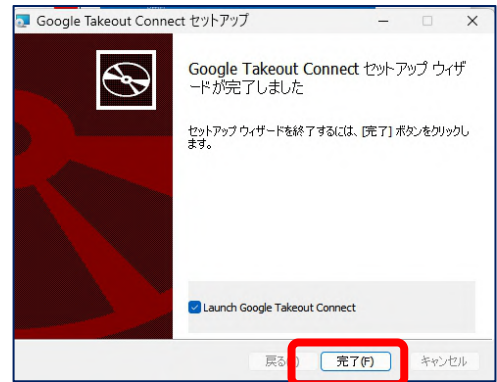 Google Takeout Connect セットアップ
Google Takeout Connect セットアップ ウィザ
ードが完了しました
セットアップ ウィザードを終了するには、[完了] ボタンをクリックし
ます。
Launch Google Takeout Connect
戻る 完了(F) キャンセル